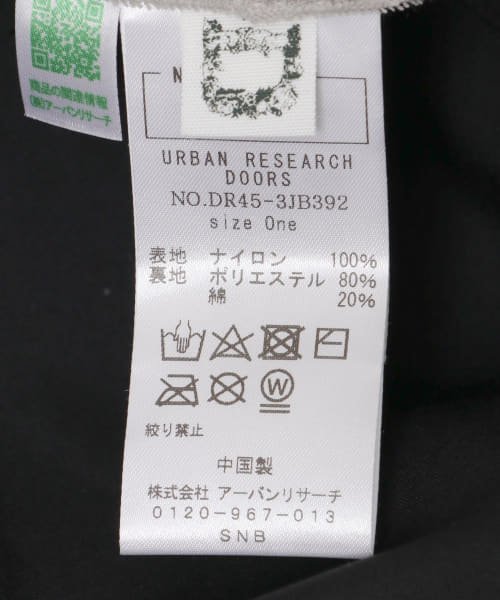 商品の関連情報
(株)アーバンリサーチ
N
URBAN RESEARCH
DOORS
NO.DR45-3JB392
size One
表地 ナイロン 100%
裏地 ポリエステル 80%
綿 20%
W
絞り禁止
中国製
株式会社 アーバンリサーチ
0120-967-013
SNB